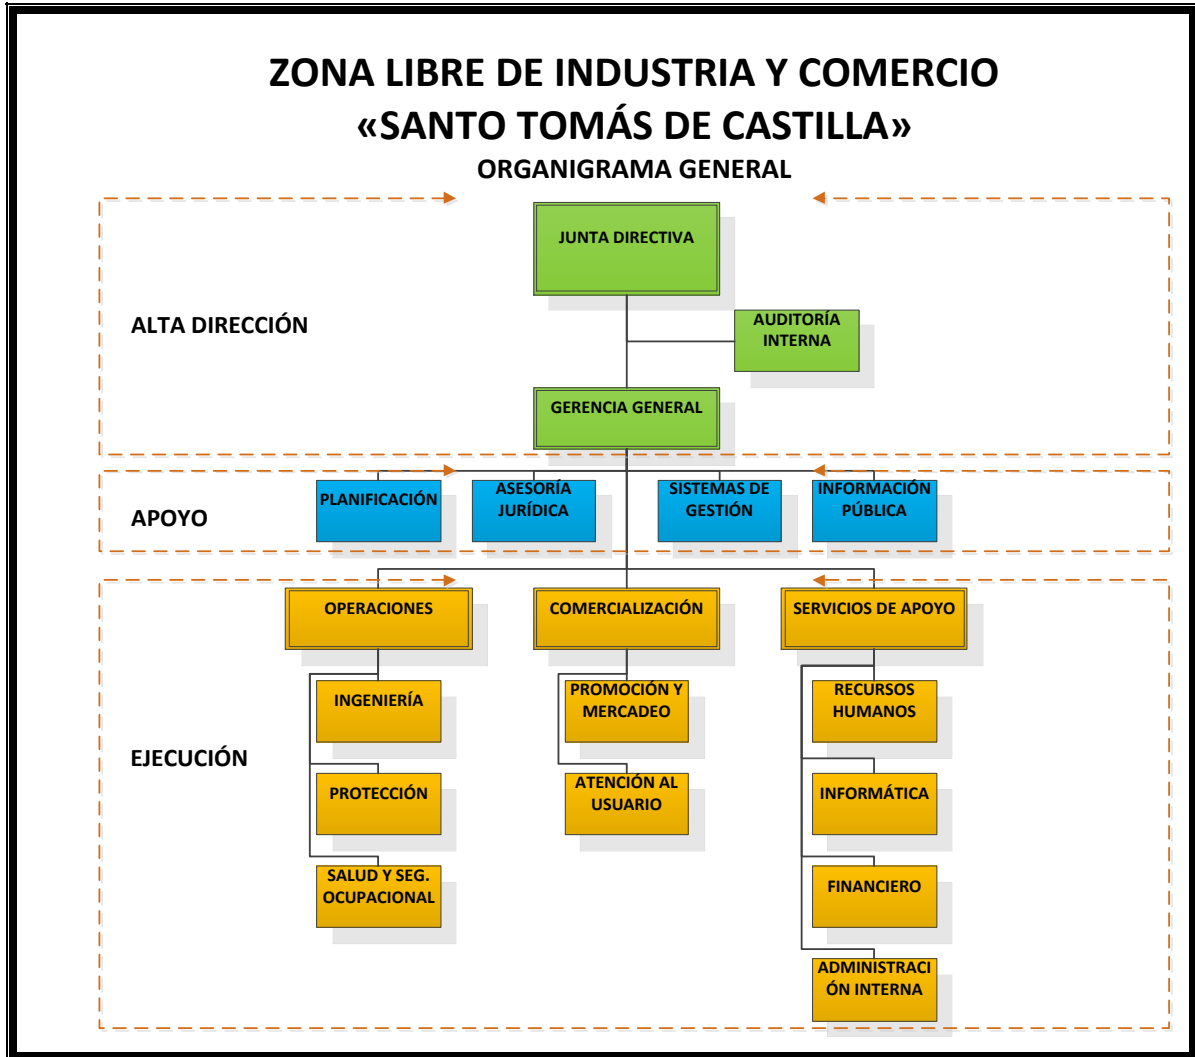 ZONA LIBRE DE INDUSTRIA Y COMERCIO
«SANTO TOMÁS DE CASTILLA»
ORGANIGRAMA GENERAL
JUNTA DIRECTIVA
ALTA DIRECCIÓN
AUDITORÍA
INTERNA
GERENCIA GENERAL
APOYO
PLANIFICACIÓN
ASESORÍA
JURÍDICA
SISTEMAS DE
GESTIÓN
INFORMACIÓN
PÚBLICA
EJECUCIÓN
OPERACIONES
INGENIERÍA
PROTECCIÓN
SALUD Y SEG.
OCUPACIONAL
COMERCIALIZACIÓN
PROMOCIÓN Y
MERCADEO
ATENCIÓN AL
USUARIO
SERVICIOS DE APOYO
RECURSOS
HUMANOS
INFORMÁTICA
FINANCIERO
ADMINISTRACI
ÓN INTERNA